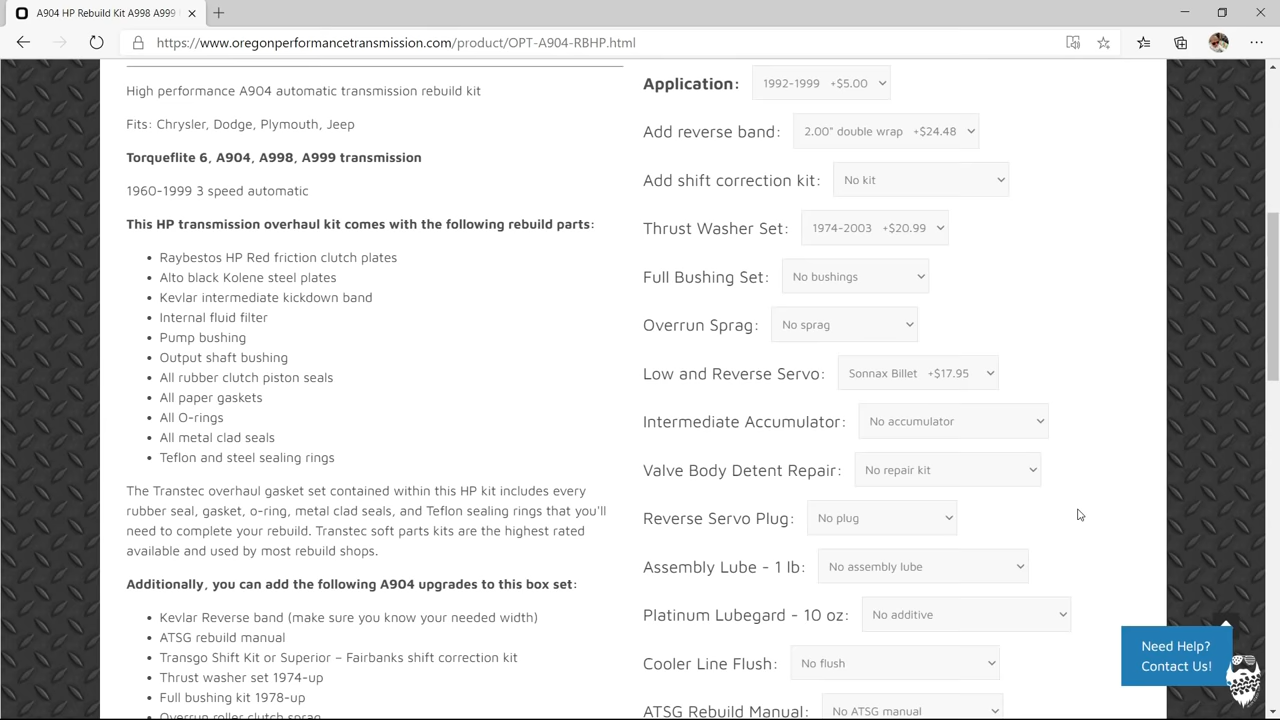 A904 HP Rebuild Kit A998 A999
https://www.oregonperformancetransmission.com/product/OPT-A904-RBHP.html
High performance A904 automatic transmission rebuild kit
Fits: Chrysler, Dodge, Plymouth, Jeep
Torqueflite 6, A904, A998, A999 transmission
1960-1999 3 speed automatic
This HP transmission overhaul kit comes with the following rebuild parts:
• Raybestos HP Red friction clutch plates
• Alto black Kolene steel plates
• Kevlar intermediate kickdown band
• Internal fluid filter
• Pump bushing
• Output shaft bushing
• All rubber clutch piston seals
• All paper gaskets
• All O-rings
• All metal clad seals
• Teflon and steel sealing rings
The Transtec overhaul gasket set contained within this HP kit includes every
rubber seal, gasket, o-ring, metal clad seals, and Teflon sealing rings that you'll
need to complete your rebuild. Transtec soft parts kits are the highest rated
available and used by most rebuild shops.
Additionally, you can add the following A904 upgrades to this box set:
• Kevlar Reverse band (make sure you know your needed width)
• ATSG rebuild manual
• Transgo Shift Kit or Superior – Fairbanks shift correction kit
• Thrust washer set 1974-up
• Full bushing kit 1978-up
• Overrun roller clutch sprag
Application: 1992-1999 +$5.00
Add reverse band: 2.00" double wrap +$24.48
Add shift correction kit: No kit
Thrust Washer Set: 1974-2003 +$20.99
Full Bushing Set: No bushings
Overrun Sprag: No sprag
Low and Reverse Servo: Sonnax Billet +$17.95
Intermediate Accumulator: No accumulator
Valve Body Detent Repair: No repair kit
Reverse Servo Plug: No plug
Assembly Lube - 1 lb: No assembly lube
Platinum Lubegard - 10 oz: No additive
Cooler Line Flush: No flush
ATSG Rebuild Manual: No ATSG manual
Need Help?
Contact Us!